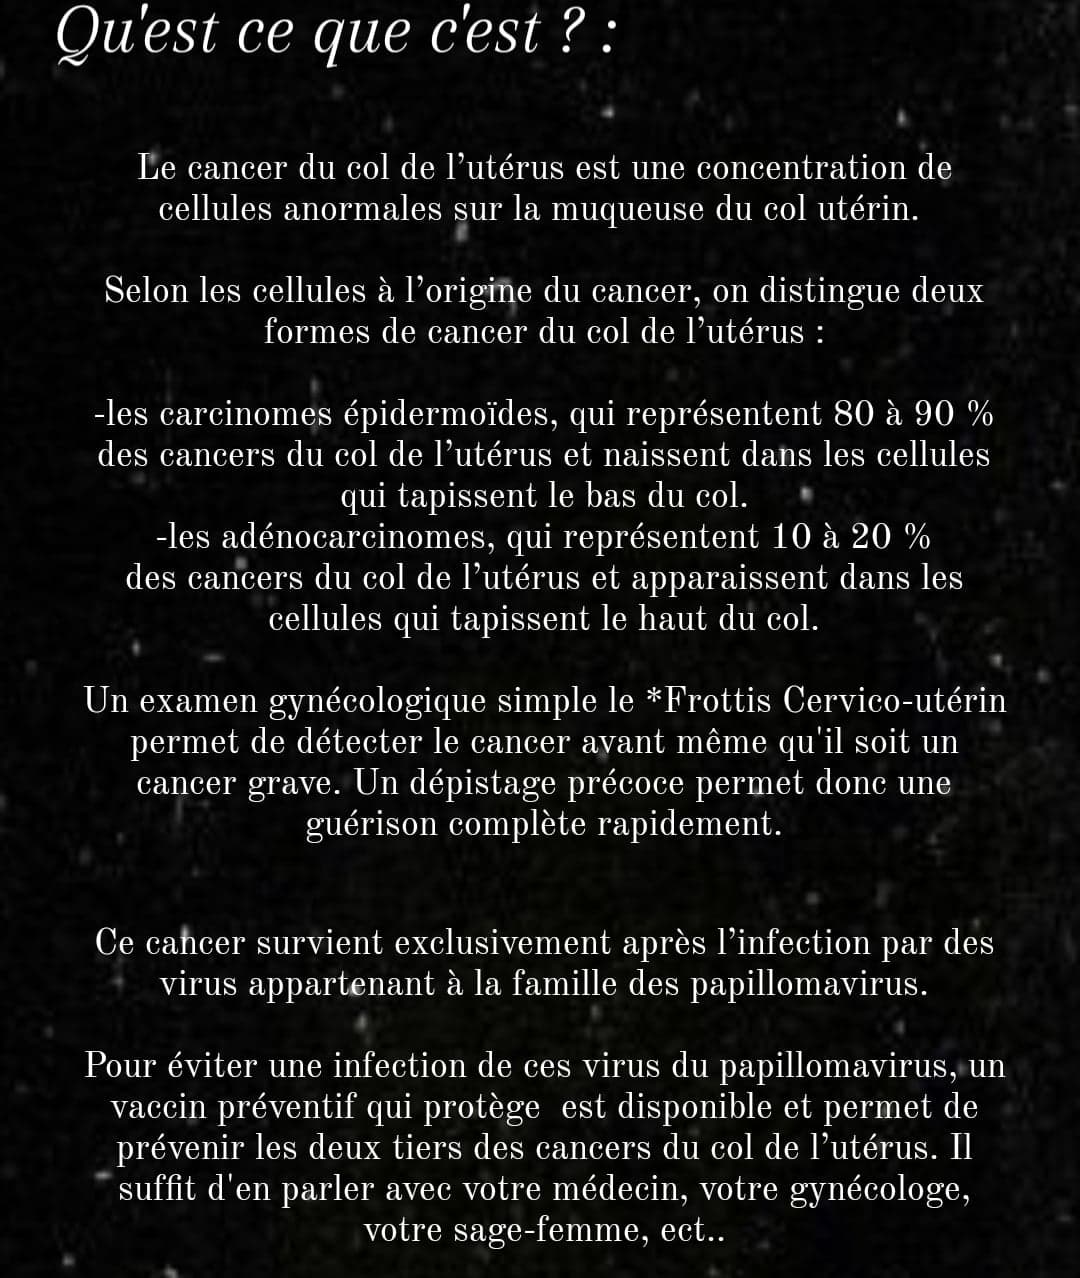 Qu'est ce que c'est ? :
Le cancer du col de l’utérus est une concentration de
cellules anormales sur la muqueuse du col utérin.
Selon les cellules à l’origine du cancer, on distingue deux
formes de cancer du col de l’utérus :
-les carcinomes épidermoïdes, qui représentent 80 à 90 %
des cancers du col de l’utérus et naissent dans les cellules
qui tapissent le bas du col.
-les adénocarcinomes, qui représentent 10 à 20 %
des cancers du col de l’utérus et apparaissent dans les
cellules qui tapissent le haut du col.
Un examen gynécologique simple le *Frottis Cervico-utérin
permet de détecter le cancer avant même qu'il soit un
cancer grave. Un dépistage précoce permet donc une
guérison complète rapidement.
Ce cancer survient exclusivement après l’infection par des
virus appartenant à la famille des papillomavirus.
Pour éviter une infection de ces virus du papillomavirus, un
vaccin préventif qui protège  est disponible et permet de
prévenir les deux tiers des cancers du col de l’utérus. Il
suffit d'en parler avec votre médecin, votre gynécologe,
votre sage-femme, ect..